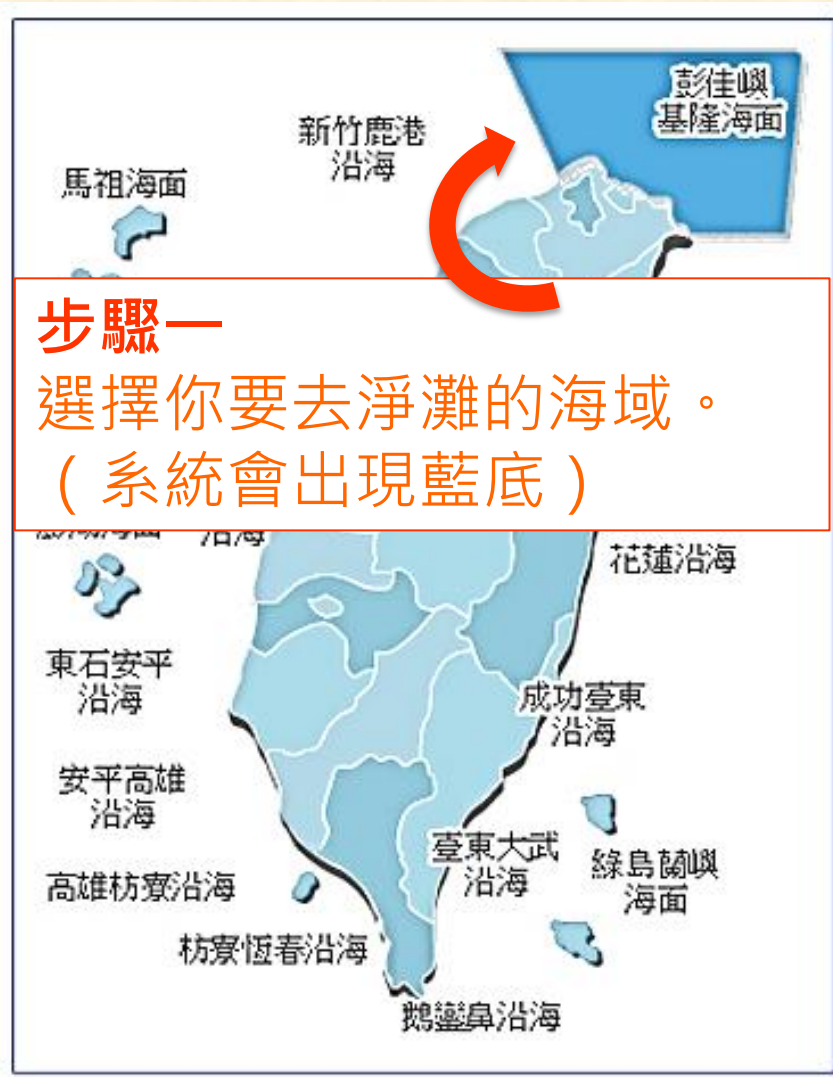 彭佳嶼
基隆海面
新竹鹿港
沿海
馬祖海面
步驟一
選擇你要去淨灘的海域。
(系統會出現藍底)
沿海
花蓮沿海
東石安平
沿海
成功臺東
沿海
安平高雄
沿海
臺東大武
沿海
綠島蘭嶼
海面
高雄枋寮沿海
枋寮恆春沿海
鵝鑾鼻沿海